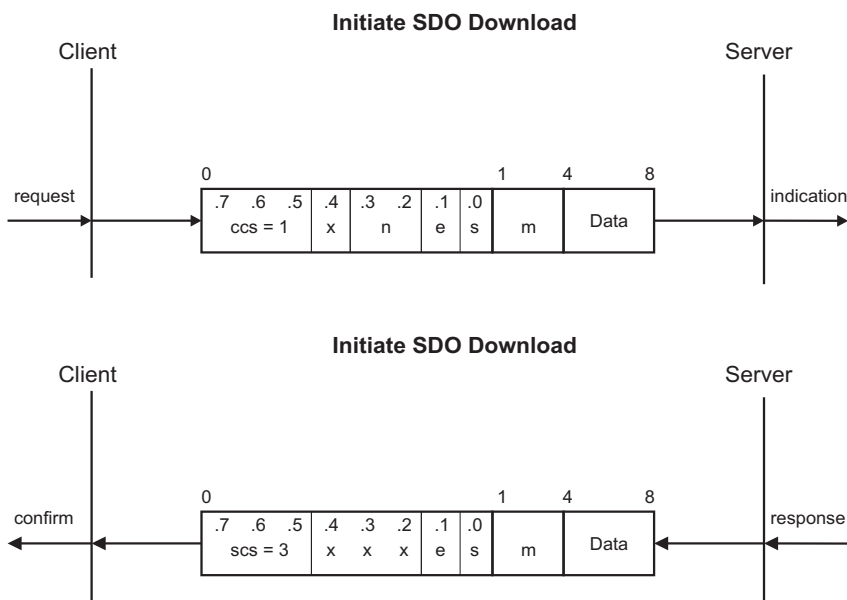 Initiate SDO Download
Client Server
0 1 4 8
request indication
.7 .6 .5 .4 .3 .2 .1 .0
ccs = 1 x n e s m Data
Initiate SDO Download
Client Server
0 1 4 8
confirm response
.7 .6 .5 .4 .3 .2 .1 .0
scs = 3 x x x e s m Data